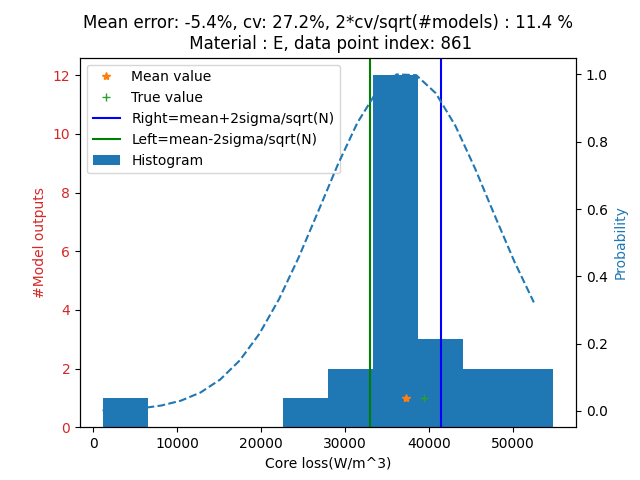 Mean error: -5.4%, cv: 27.2%, 2*cv/sqrt(#models) : 11.4 %
Material : E, data point index: 861
Mean value
True value
Right=mean+2sigma/sqrt(N)
Left=mean-2sigma/sqrt(N)
Histogram
#Model outputs
12
10
8
6
4
2
0
Probability
1.0
0.8
0.6
0.4
0.2
0.0
0 10000 20000 30000 40000 50000
Core loss(W/m^3)